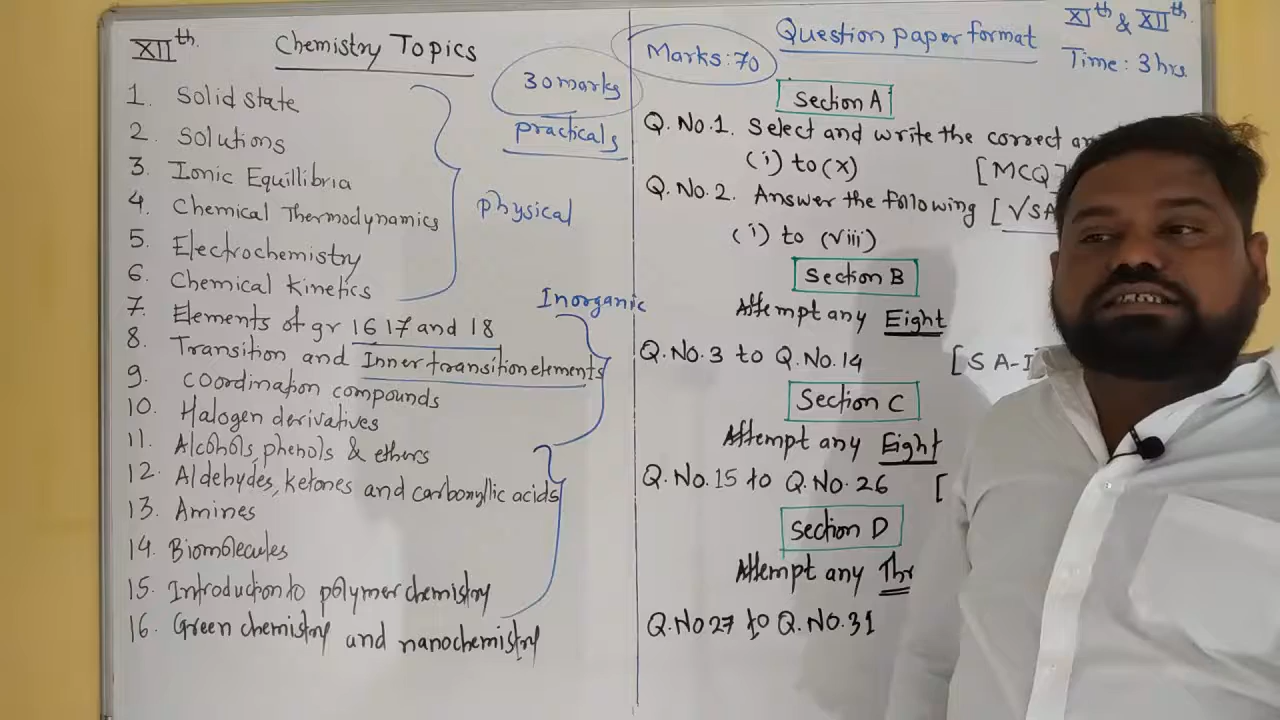 XIIth.
Chemistry Topics
1. Solid state
2. Solutions
3. Ionic Equillibria
4. Chemical Thermodynamics
5. Electrochemistry
6. Chemical kinetics
7. Elements of gr 16 17 and 18
8. Transition and Inner transition elements
9. coordination compounds
10. Halogen derivatives
11. Alcohols, phenols & ethers
12. Aldehydes, ketones and carboxyllic acids
13. Amines
14. Biomolecules
15. Introduction to polymer chemistry
16. Green chemistry and nanochemistry
30 marks
practicals
physical
Inorganic
Marks: 70
Question paper format
XIth & XIIth.
Time: 3 hrs
Section A
Q. No. 1. Select and write the correct
(i) to (x) [MCQ]
Q. No. 2. Answer the following [VSA
(i) to (viii)
Section B
Attempt any Eight
Q. No. 3 to Q. No. 14 [SA-I
Section C
Attempt any Eight
Q. No. 15 to Q. No. 26 [
Section D
Attempt any Thr
Q. No 27 to Q. No. 31